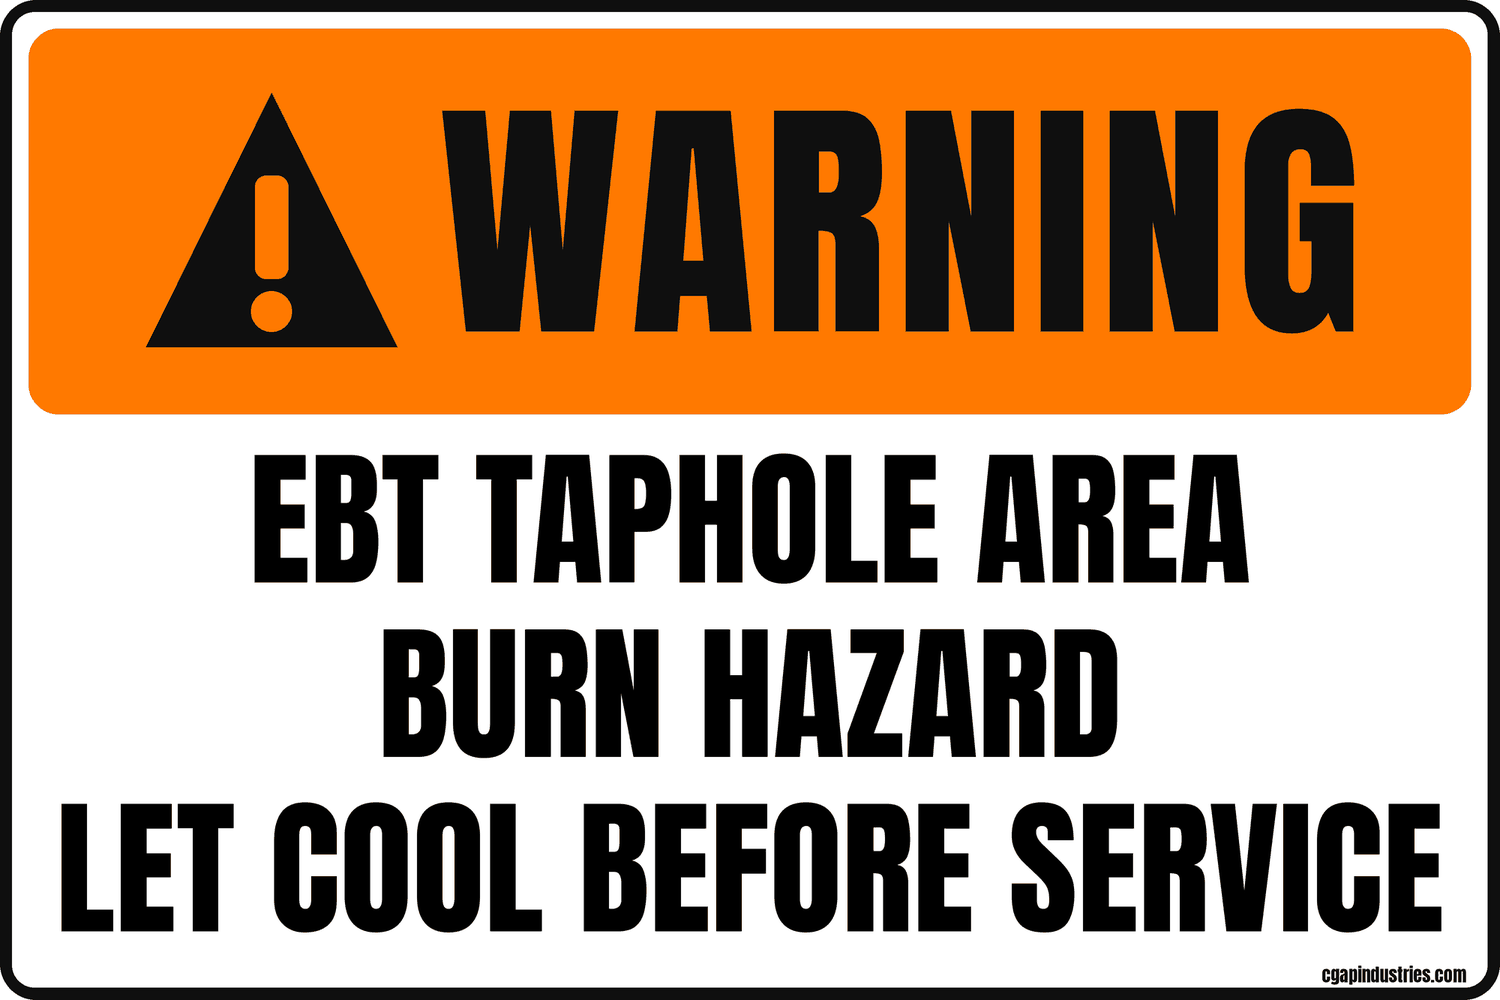 WARNING
EBT TAPHOLE AREA
BURN HAZARD
LET COOL BEFORE SERVICE
cgapindustries.com